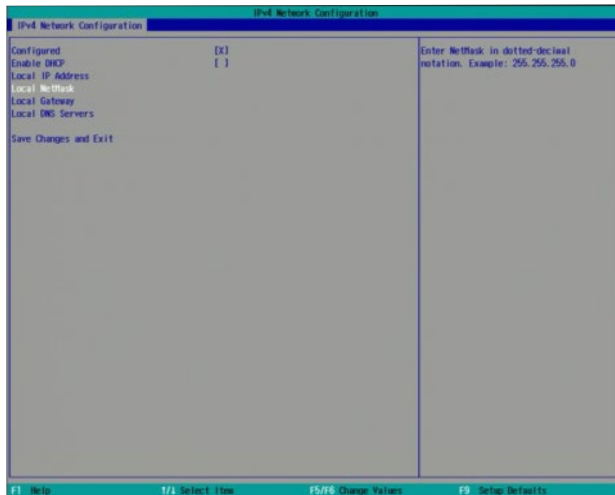 IPv4 Network Configuration
IPv4 Network Configuration
Configured [X]
Enable DHCP [ ]
Local IP Address
Local NetMask
Local Gateway
Local DNS Servers
Save Changes and Exit
Enter NetMask in dotted-decimal
notation. Example: 255.255.255.0
F1 Help ↑/↓ Select Item F5/F6 Change Values F9 Setup Defaults